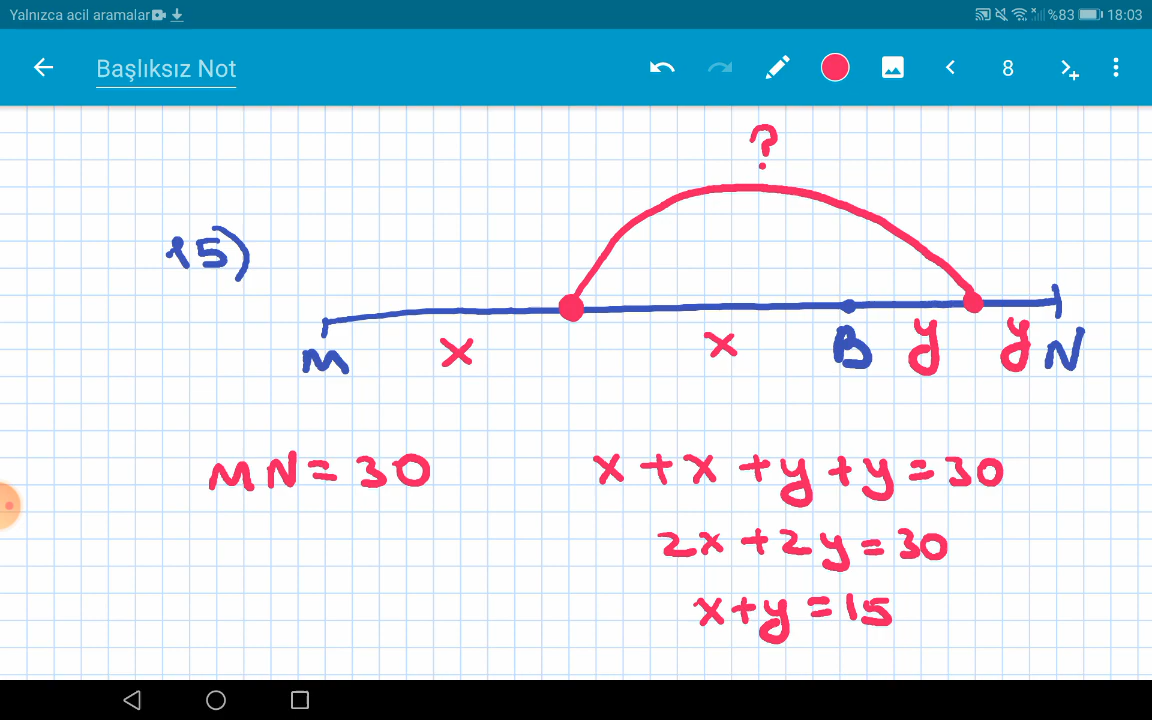 Yalnızca acil aramalar %83 18:03
Başlıksız Not 8
?
15)
M x x B y y N
MN=30 x+x+y+y=30
2x+2y=30
x+y=15